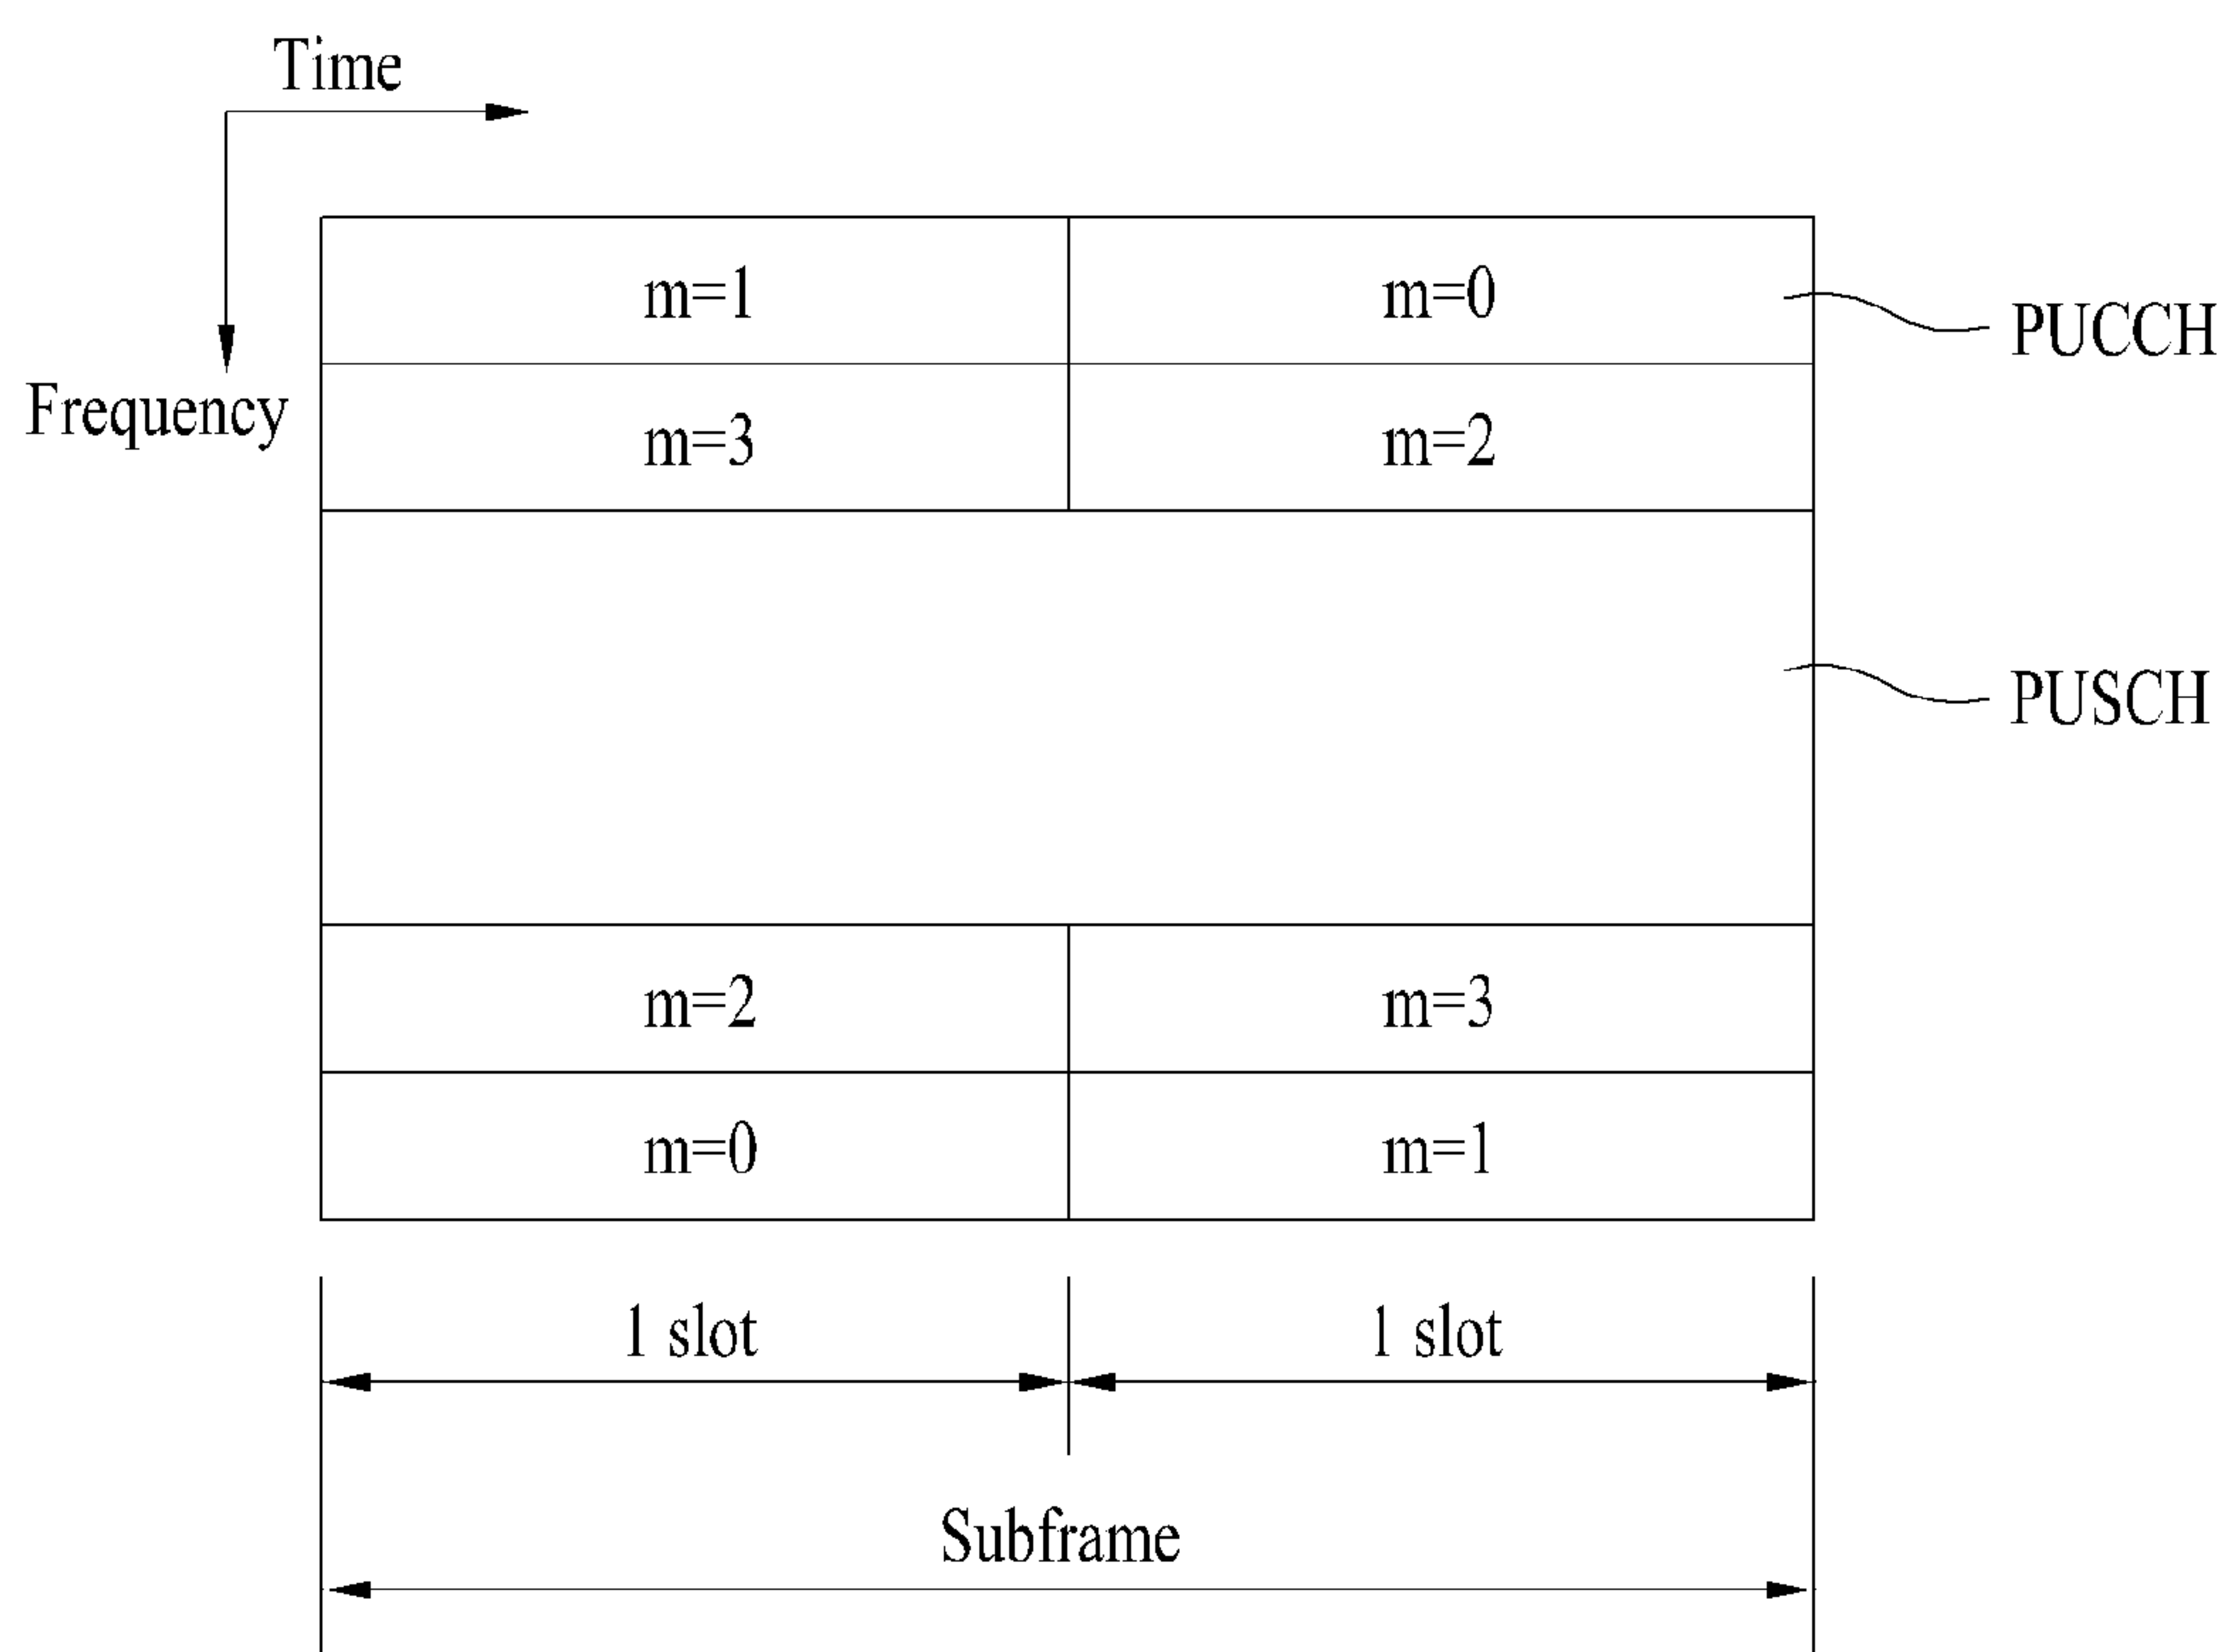 Time
Frequency
m=1 m=0
PUCCH
m=3 m=2
PUSCH
m=2 m=3
m=0 m=1
1 slot 1 slot
Subframe